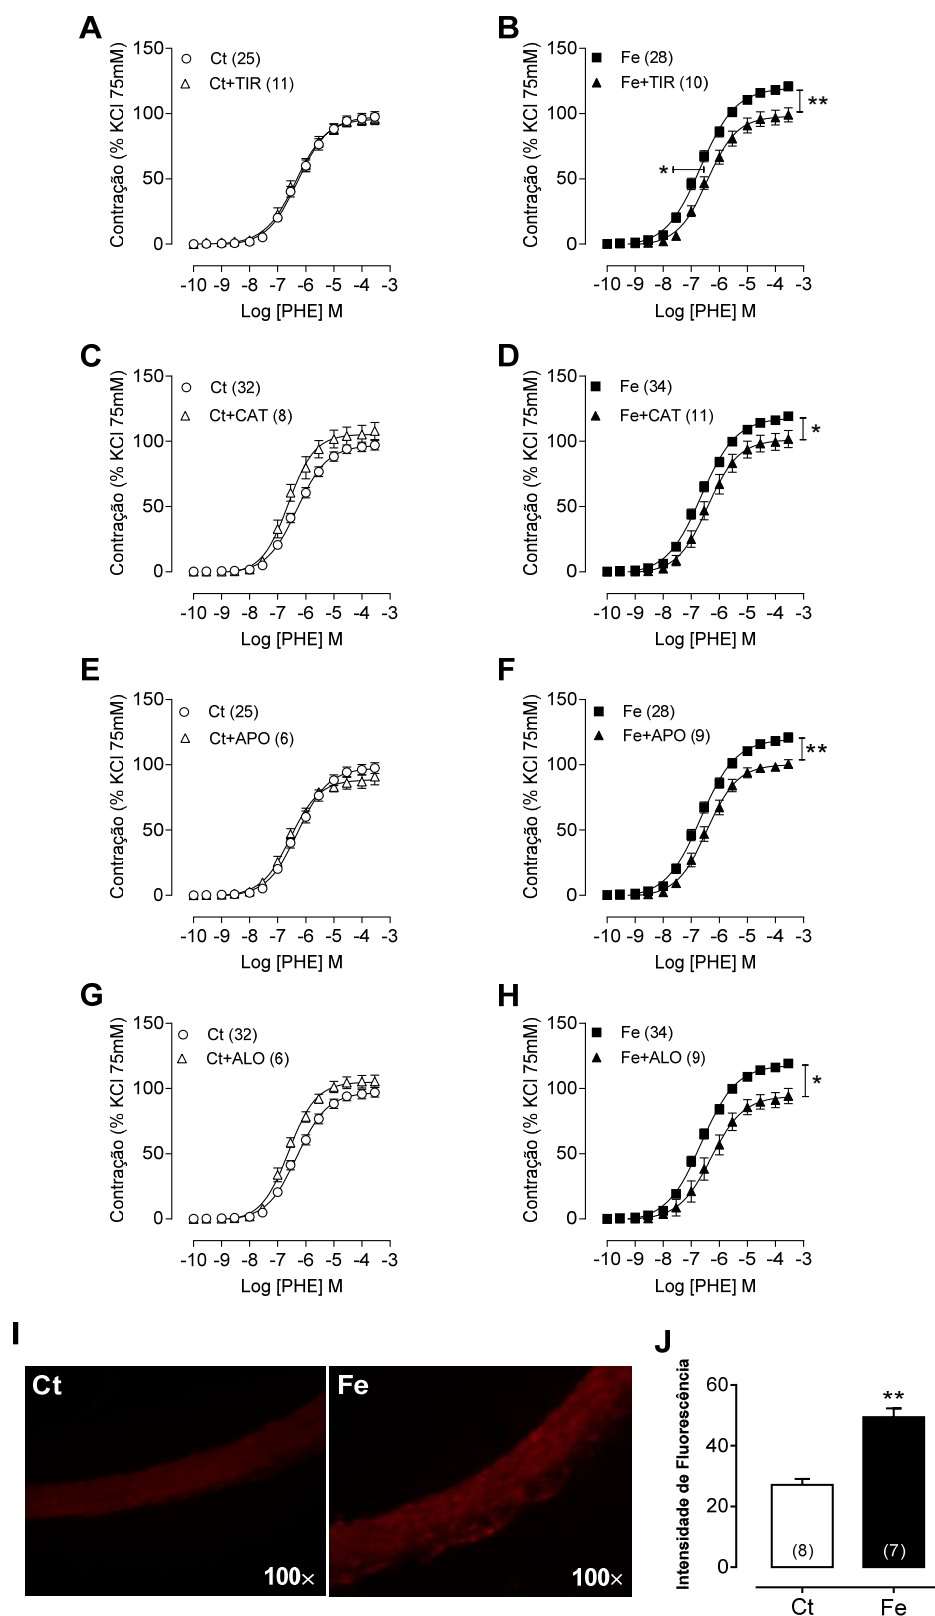 A
Contração (% KCl 75mM)
150
100
50
0
Ct (25)
Ct+TIR (11)
-10 -9 -8 -7 -6 -5 -4 -3
Log [PHE] M
B
Contração (% KCl 75mM)
150
100
50
0
Fe (28)
Fe+TIR (10)
**
*
-10 -9 -8 -7 -6 -5 -4 -3
Log [PHE] M
C
Contração (% KCl 75mM)
150
100
50
0
Ct (32)
Ct+CAT (8)
-10 -9 -8 -7 -6 -5 -4 -3
Log [PHE] M
D
Contração (% KCl 75mM)
150
100
50
0
Fe (34)
Fe+CAT (11)
*
-10 -9 -8 -7 -6 -5 -4 -3
Log [PHE] M
E
Contração (% KCl 75mM)
150
100
50
0
Ct (25)
Ct+APO (6)
-10 -9 -8 -7 -6 -5 -4 -3
Log [PHE] M
F
Contração (% KCl 75mM)
150
100
50
0
Fe (28)
Fe+APO (9)
**
-10 -9 -8 -7 -6 -5 -4 -3
Log [PHE] M
G
Contração (% KCl 75mM)
150
100
50
0
Ct (32)
Ct+ALO (6)
-10 -9 -8 -7 -6 -5 -4 -3
Log [PHE] M
H
Contração (% KCl 75mM)
150
100
50
0
Fe (34)
Fe+ALO (9)
*
-10 -9 -8 -7 -6 -5 -4 -3
Log [PHE] M
I
Ct
100×
Fe
100×
J
Intensidade de Fluorescência
60
40
20
0
**
(8)
(7)
Ct Fe